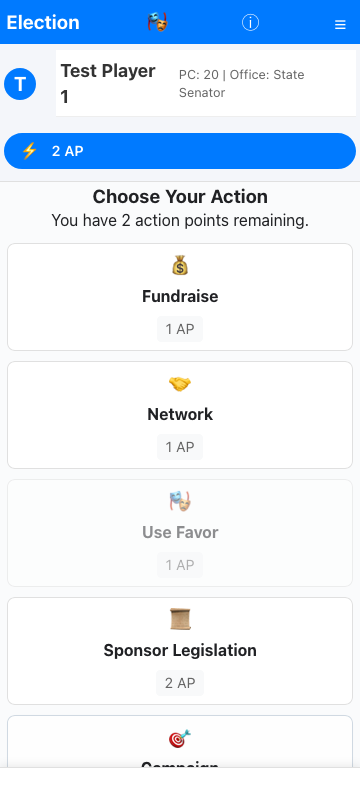 Election
Test Player
1
PC: 20 | Office: State
Senator
2 AP
Choose Your Action
You have 2 action points remaining.
Fundraise
1 AP
Network
1 AP
Use Favor
1 AP
Sponsor Legislation
2 AP
Campaign